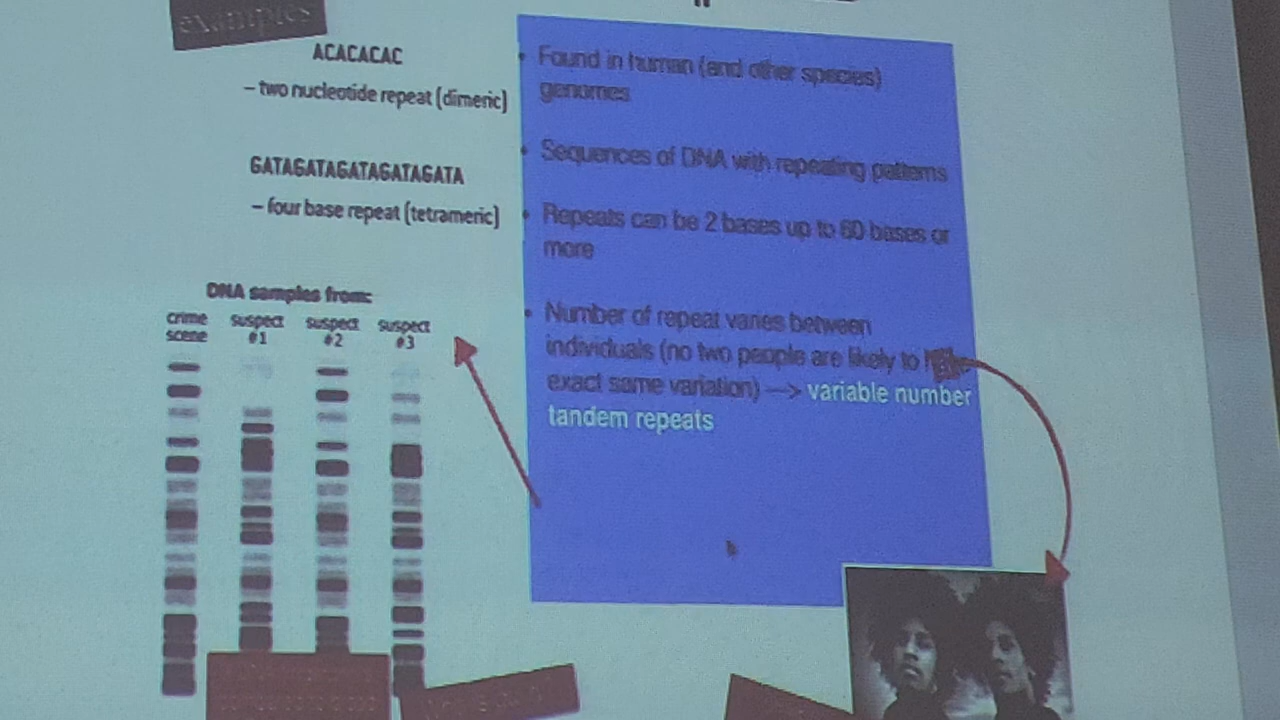 examples
ACACACAC
– two nucleotide repeat (dimeric)
GATAGATAGATAGATAGATA
– four base repeat (tetrameric)
DNA samples from:
crime scene
suspect #1
suspect #2
suspect #3
• Found in human (and other species)
genomes
• Sequences of DNA with repeating patterns
• Repeats can be 2 bases up to 60 bases or
more
• Number of repeat varies between
individuals (no two people are likely to
exact same variation) —> variable number
tandem repeats